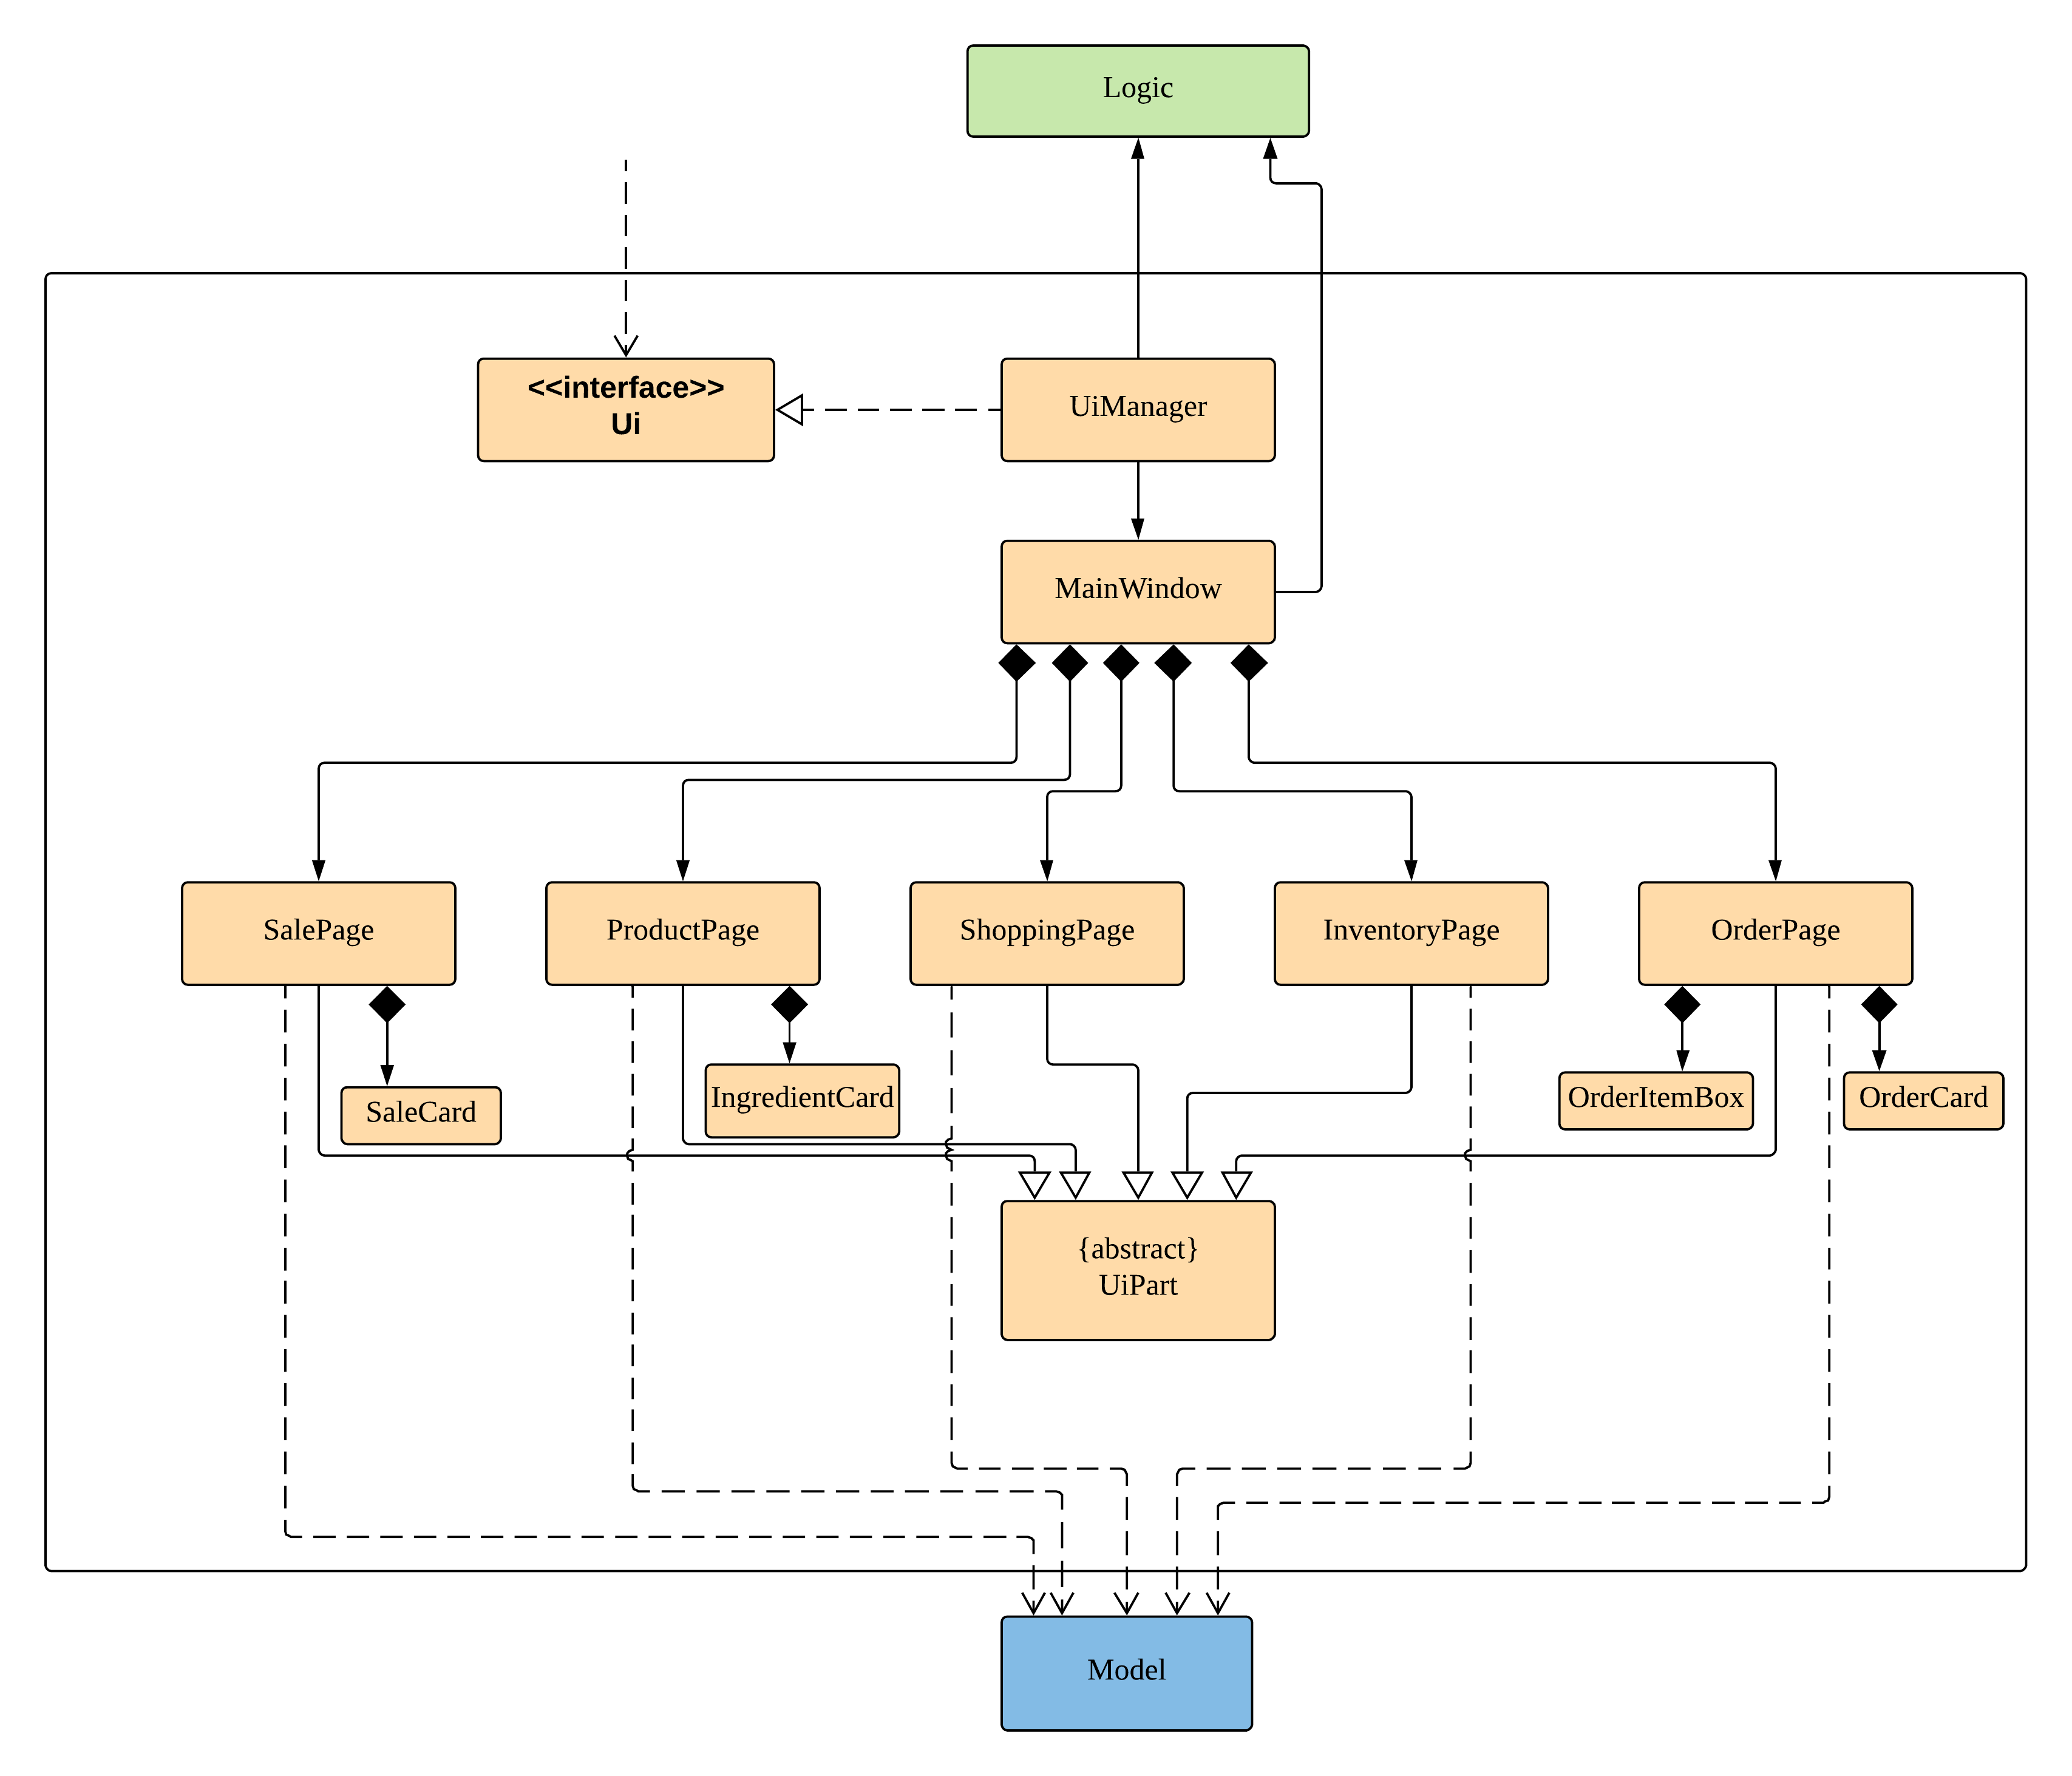 Logic
<<interface>>
Ui
UiManager
MainWindow
SalePage
ProductPage
ShoppingPage
InventoryPage
OrderPage
SaleCard
IngredientCard
OrderItemBox
OrderCard
{abstract}
UiPart
Model